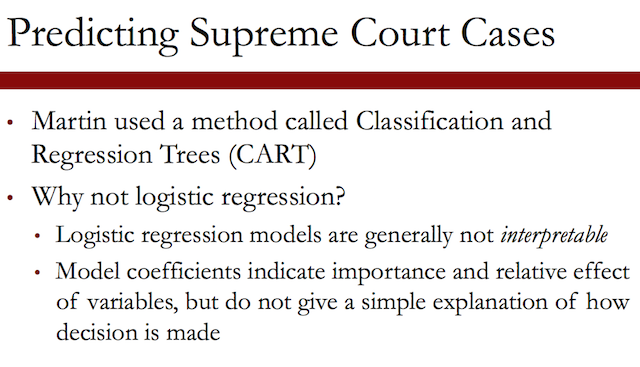 Predicting Supreme Court Cases
• Martin used a method called Classification and
Regression Trees (CART)
• Why not logistic regression?
• Logistic regression models are generally not interpretable
• Model coefficients indicate importance and relative effect
of variables, but do not give a simple explanation of how
decision is made